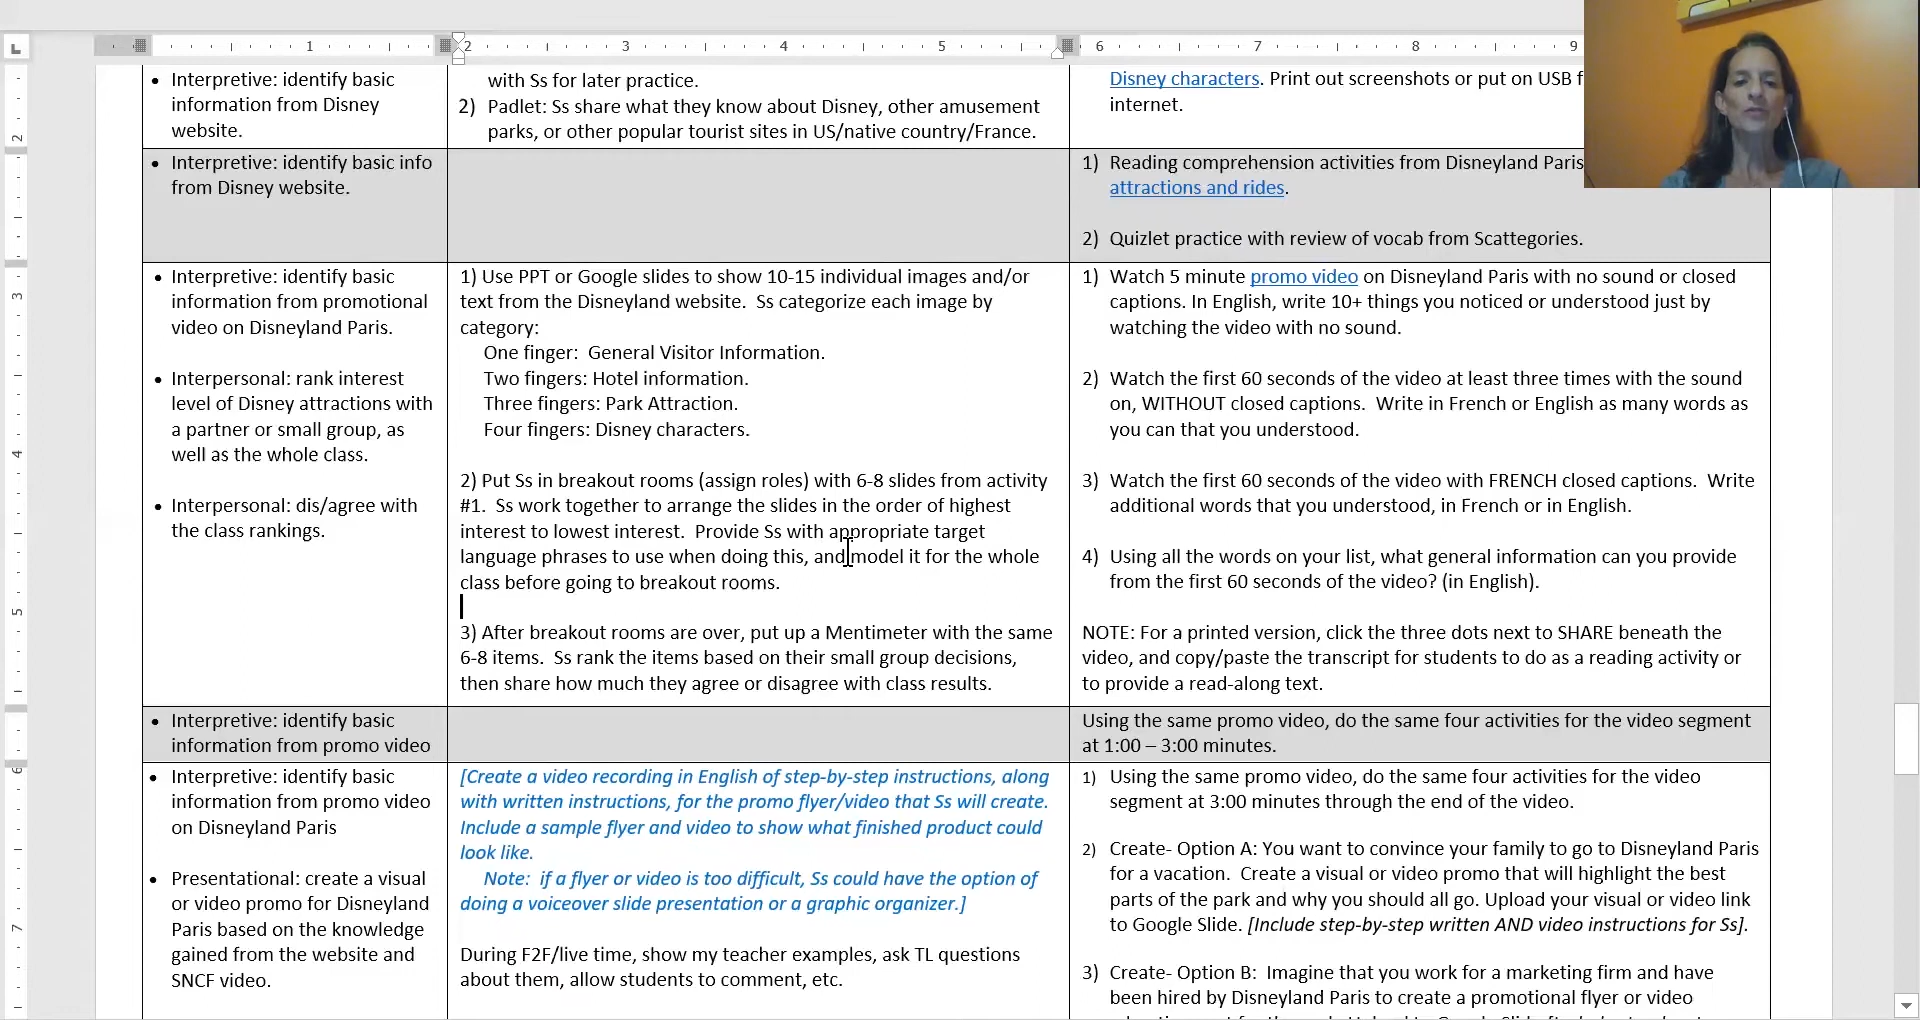 L
1 2 3 4 5 6 7 8 9
• Interpretive: identify basic
information from Disney
website.
with Ss for later practice.
2) Padlet: Ss share what they know about Disney, other amusement
parks, or other popular tourist sites in US/native country/France.
Disney characters. Print out screenshots or put on USB
internet.
• Interpretive: identify basic info
from Disney website.
1) Reading comprehension activities from Disneyland Paris
attractions and rides.
2) Quizlet practice with review of vocab from Scattegories.
• Interpretive: identify basic
information from promotional
video on Disneyland Paris.
• Interpersonal: rank interest
level of Disney attractions with
a partner or small group, as
well as the whole class.
• Interpersonal: dis/agree with
the class rankings.
1) Use PPT or Google slides to show 10-15 individual images and/or
text from the Disneyland website.  Ss categorize each image by
category:
One finger:  General Visitor Information.
Two fingers: Hotel information.
Three fingers: Park Attraction.
Four fingers: Disney characters.
2) Put Ss in breakout rooms (assign roles) with 6-8 slides from activity
#1.  Ss work together to arrange the slides in the order of highest
interest to lowest interest.  Provide Ss with appropriate target
language phrases to use when doing this, and model it for the whole
class before going to breakout rooms.
3) After breakout rooms are over, put up a Mentimeter with the same
6-8 items.  Ss rank the items based on their small group decisions,
then share how much they agree or disagree with class results.
1) Watch 5 minute promo video on Disneyland Paris with no sound or closed
captions. In English, write 10+ things you noticed or understood just by
watching the video with no sound.
2) Watch the first 60 seconds of the video at least three times with the sound
on, WITHOUT closed captions.  Write in French or English as many words as
you can that you understood.
3) Watch the first 60 seconds of the video with FRENCH closed captions.  Write
additional words that you understood, in French or in English.
4) Using all the words on your list, what general information can you provide
from the first 60 seconds of the video? (in English).
NOTE: For a printed version, click the three dots next to SHARE beneath the
video, and copy/paste the transcript for students to do as a reading activity or
to provide a read-along text.
• Interpretive: identify basic
information from promo video
Using the same promo video, do the same four activities for the video segment
at 1:00 – 3:00 minutes.
• Interpretive: identify basic
information from promo video
on Disneyland Paris
• Presentational: create a visual
or video promo for Disneyland
Paris based on the knowledge
gained from the website and
SNCF video.
[Create a video recording in English of step-by-step instructions, along
with written instructions, for the promo flyer/video that Ss will create.
Include a sample flyer and video to show what finished product could
look like.
Note:  if a flyer or video is too difficult, Ss could have the option of
doing a voiceover slide presentation or a graphic organizer.]
During F2F/live time, show my teacher examples, ask TL questions
about them, allow students to comment, etc.
1) Using the same promo video, do the same four activities for the video
segment at 3:00 minutes through the end of the video.
2) Create- Option A: You want to convince your family to go to Disneyland Paris
for a vacation.  Create a visual or video promo that will highlight the best
parts of the park and why you should all go. Upload your visual or video link
to Google Slide. [Include step-by-step written AND video instructions for Ss].
3) Create- Option B:  Imagine that you work for a marketing firm and have
been hired by Disneyland Paris to create a promotional flyer or video
2
3
4
5
6
7